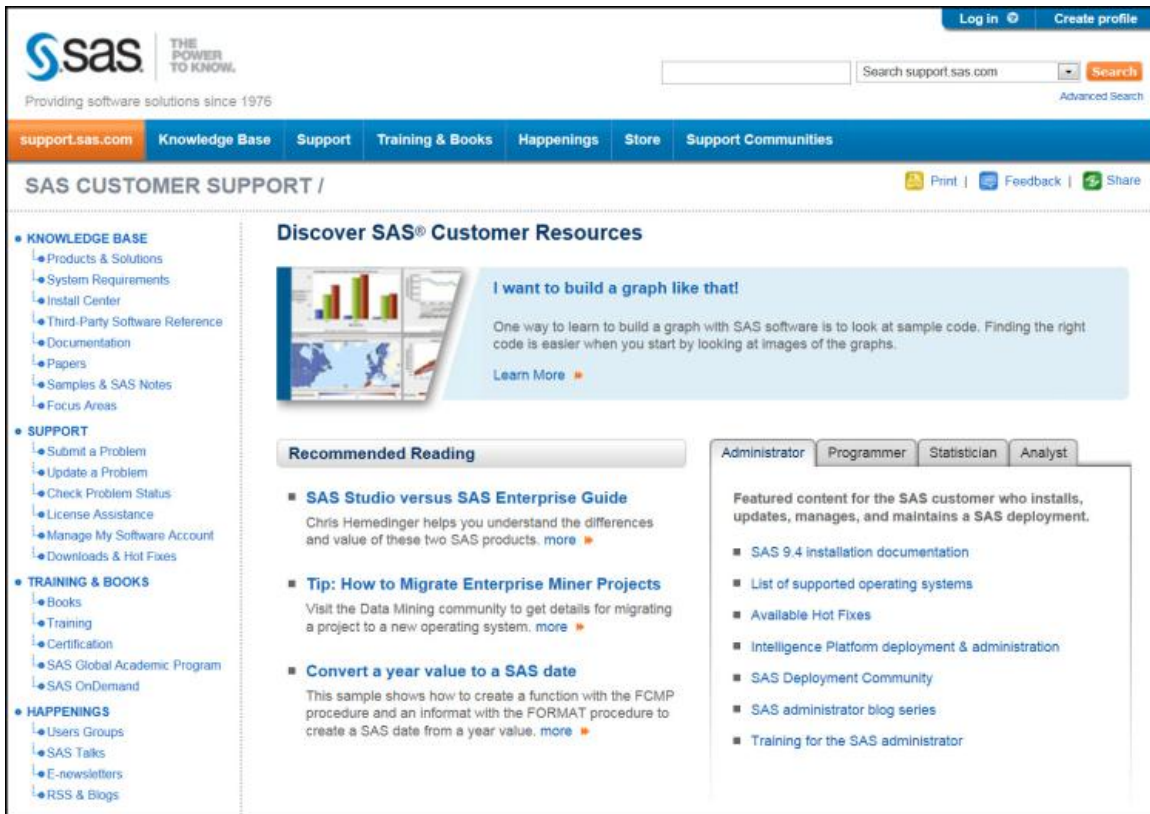 Log in
Create profile
sas
THE
POWER
TO KNOW.
Search support.sas.com
Search
Providing software solutions since 1976
Advanced Search
support.sas.com
Knowledge Base
Support
Training & Books
Happenings
Store
Support Communities
SAS CUSTOMER SUPPORT /
Print |
Feedback |
Share
KNOWLEDGE BASE
Products & Solutions
System Requirements
Install Center
Third-Party Software Reference
Documentation
Papers
Samples & SAS Notes
Focus Areas
SUPPORT
Submit a Problem
Update a Problem
Check Problem Status
License Assistance
Manage My Software Account
Downloads & Hot Fixes
TRAINING & BOOKS
Books
Training
Certification
SAS Global Academic Program
SAS OnDemand
HAPPENINGS
Users Groups
SAS Talks
E-newsletters
RSS & Blogs
Discover SAS® Customer Resources
I want to build a graph like that!
One way to learn to build a graph with SAS software is to look at sample code. Finding the right
code is easier when you start by looking at images of the graphs.
Learn More
Recommended Reading
SAS Studio versus SAS Enterprise Guide
Chris Hemedinger helps you understand the differences
and value of these two SAS products. more
Tip: How to Migrate Enterprise Miner Projects
Visit the Data Mining community to get details for migrating
a project to a new operating system. more
Convert a year value to a SAS date
This sample shows how to create a function with the FCMP
procedure and an informat with the FORMAT procedure to
create a SAS date from a year value. more
Administrator
Programmer
Statistician
Analyst
Featured content for the SAS customer who installs,
updates, manages, and maintains a SAS deployment.
SAS 9.4 installation documentation
List of supported operating systems
Available Hot Fixes
Intelligence Platform deployment & administration
SAS Deployment Community
SAS administrator blog series
Training for the SAS administrator